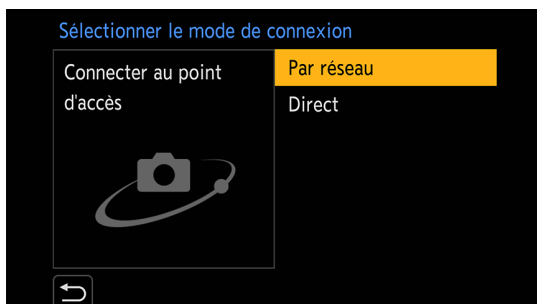 Sélectionner le mode de connexion
Connecter au point
d'accès
Par réseau
Direct